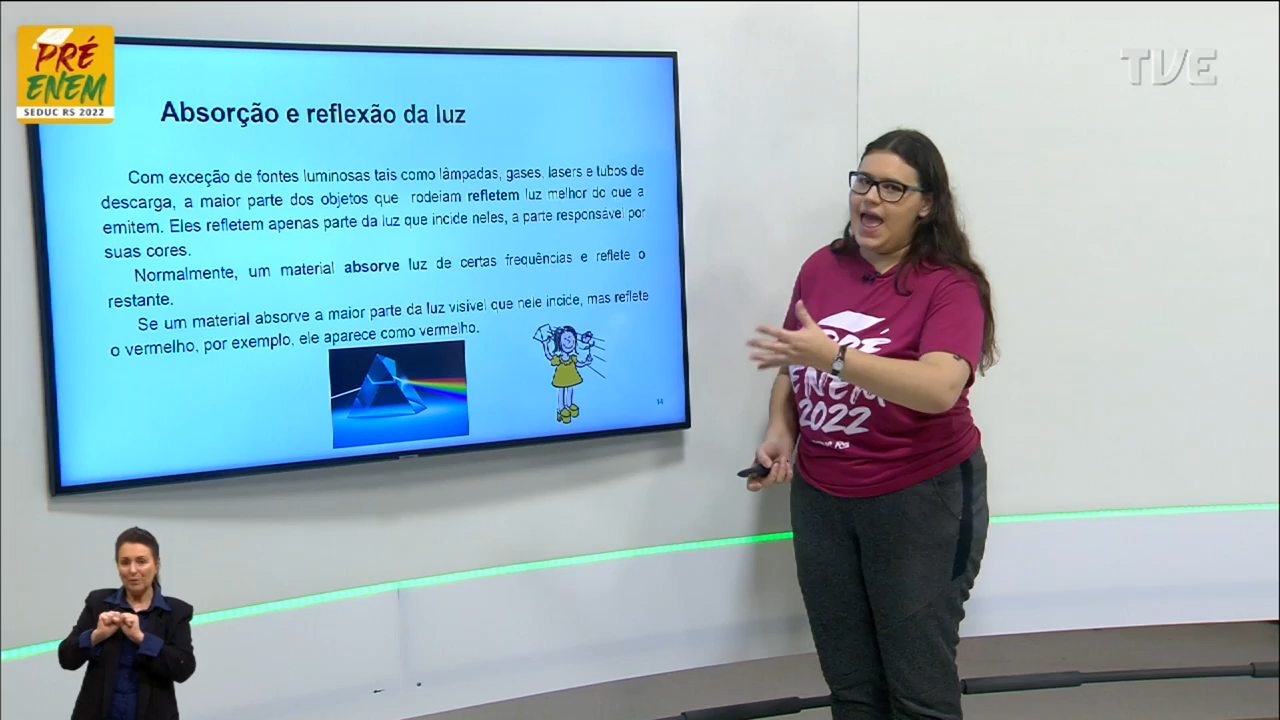 PRÉ
ENEM
SEDUC RS 2022
TVE
Absorção e reflexão da luz
Com exceção de fontes luminosas tais como lâmpadas, gases, lasers e tubos de
descarga, a maior parte dos objetos que rodeiam refletem luz melhor do que a
emitem. Eles refletem apenas parte da luz que incide neles, a parte responsável por
suas cores.
Normalmente, um material absorve luz de certas frequências e reflete o
restante.
Se um material absorve a maior parte da luz visível que nele incide, mas reflete
o vermelho, por exemplo, ele aparece como vermelho.
14
PRÉ
ENEM
2022